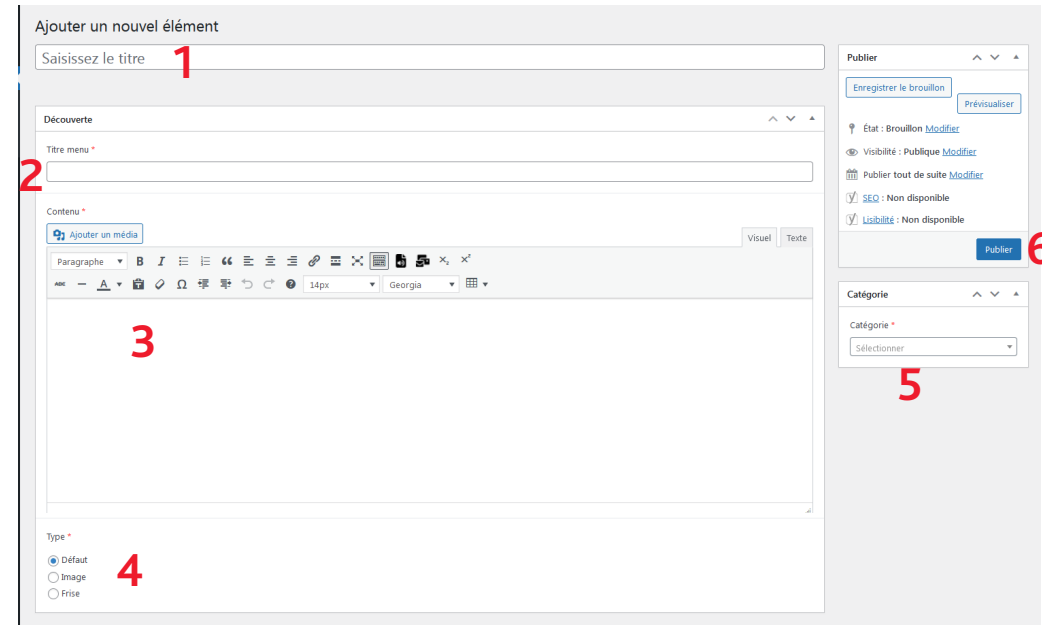 Ajouter un nouvel élément
Saisissez le titre
1
Découverte
Titre menu *
2
Contenu *
Ajouter un média
Visuel Texte
Paragraphe B I
ABC A Ω 14px Georgia
3
Type *
Défaut
Image
Frise
4
Publier
Enregistrer le brouillon
Prévisualiser
État : Brouillon Modifier
Visibilité : Publique Modifier
Publier tout de suite Modifier
SEO : Non disponible
Lisibilité : Non disponible
Publier
6
Catégorie
Catégorie *
Sélectionner
5